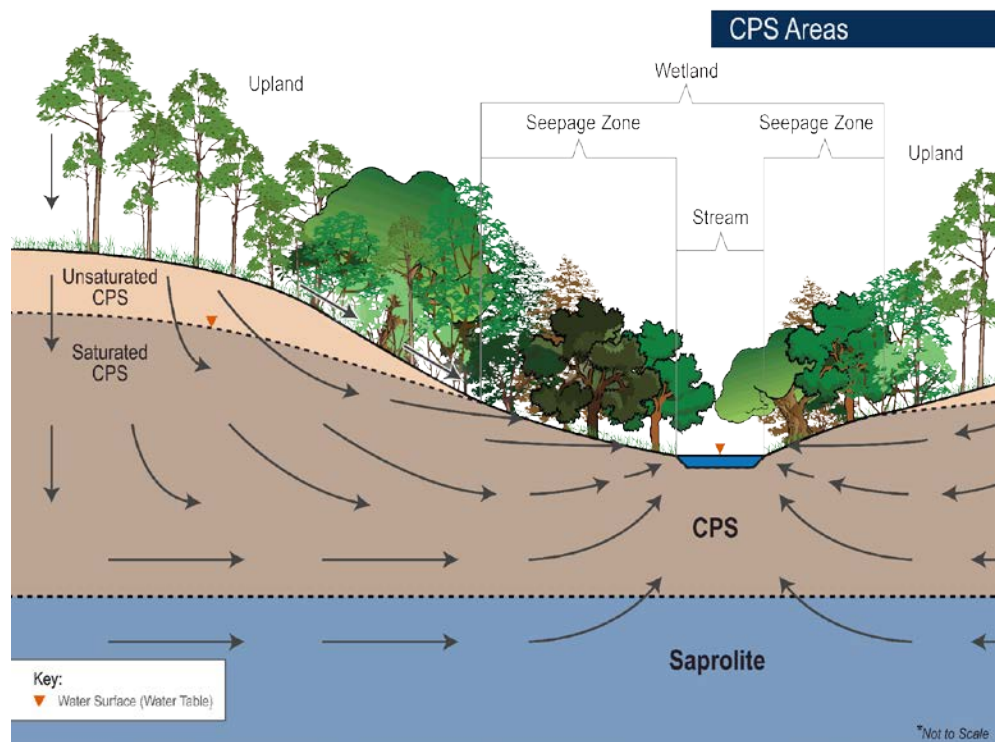 CPS Areas
Wetland
Upland
Seepage Zone
Seepage Zone
Upland
Stream
Unsaturated
CPS
Saturated
CPS
CPS
Saprolite
Key:
Water Surface (Water Table)
*Not to Scale